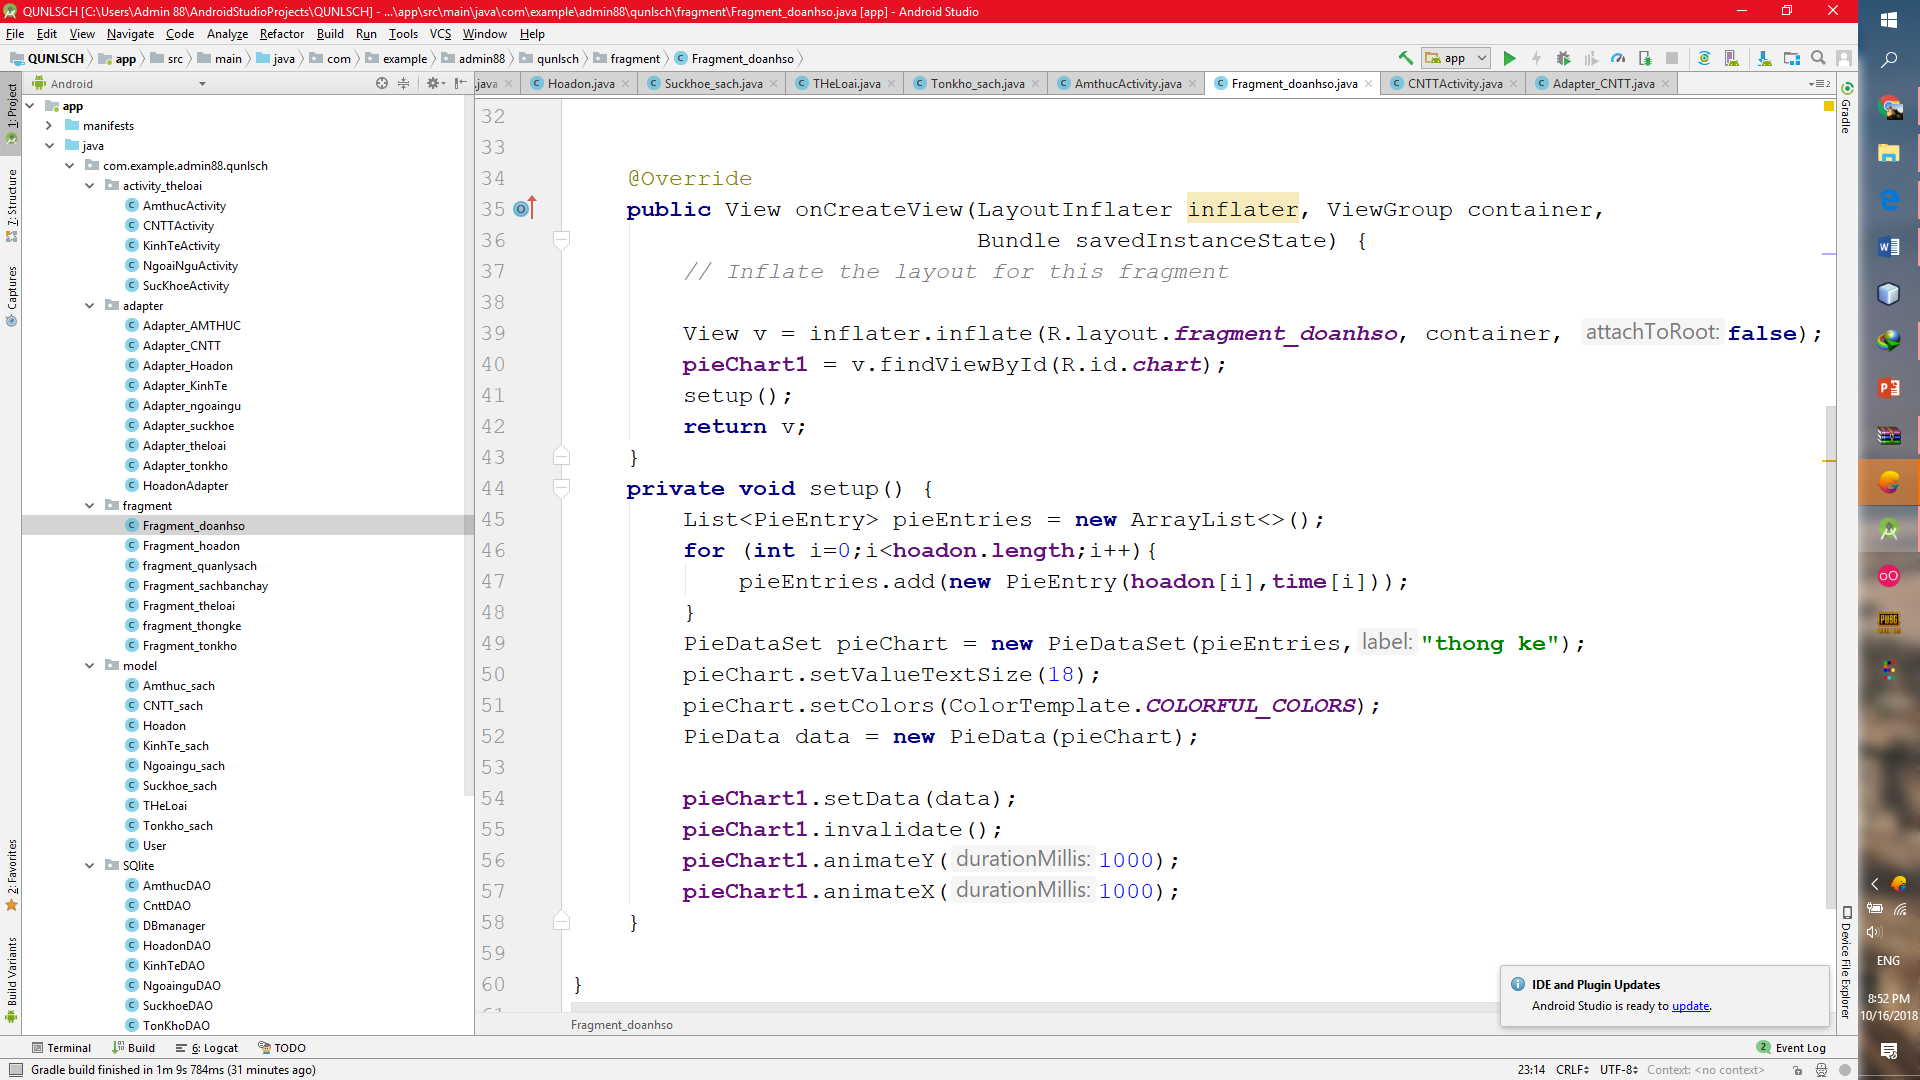 QUNLSCH [C:\Users\Admin 88\AndroidStudioProjects\QUNLSCH] - ...\app\src\main\java\com\example\admin88\qunlsch\fragment\Fragment_doanhso.java [app] - Android Studio
File Edit View Navigate Code Analyze Refactor Build Run Tools VCS Window Help
QUNLSCH app src main java com example admin88 qunlsch fragment Fragment_doanhso app
Android .java Hoadon.java Suckhoe_sach.java THeLoai.java Tonkho_sach.java AmthucActivity.java Fragment_doanhso.java CNTTActivity.java Adapter_CNTT.java
1: Project
7: Structure
Captures
2: Favorites
Build Variants
app
manifests
java
com.example.admin88.qunlsch
activity_theloai
AmthucActivity
CNTTActivity
KinhTeActivity
NgoaiNguActivity
SucKhoeActivity
adapter
Adapter_AMTHUC
Adapter_CNTT
Adapter_Hoadon
Adapter_KinhTe
Adapter_ngoaingu
Adapter_suckhoe
Adapter_theloai
Adapter_tonkho
HoadonAdapter
fragment
Fragment_doanhso
Fragment_hoadon
fragment_quanlysach
Fragment_sachbanchay
Fragment_theloai
fragment_thongke
Fragment_tonkho
model
Amthuc_sach
CNTT_sach
Hoadon
KinhTe_sach
Ngoaingu_sach
Suckhoe_sach
THeLoai
Tonkho_sach
User
SQlite
AmthucDAO
CnttDAO
DBmanager
HoadonDAO
KinhTeDAO
NgoainguDAO
SuckhoeDAO
TonKhoDAO
32
33
34 @Override
35 public View onCreateView(LayoutInflater inflater, ViewGroup container,
36 Bundle savedInstanceState) {
37 // Inflate the layout for this fragment
38
39 View v = inflater.inflate(R.layout.fragment_doanhso, container, attachToRoot: false);
40 pieChart1 = v.findViewById(R.id.chart);
41 setup();
42 return v;
43 }
44 private void setup() {
45 List<PieEntry> pieEntries = new ArrayList<>();
46 for (int i=0;i<hoadon.length;i++){
47 pieEntries.add(new PieEntry(hoadon[i],time[i]));
48 }
49 PieDataSet pieChart = new PieDataSet(pieEntries, label: "thong ke");
50 pieChart.setValueTextSize(18);
51 pieChart.setColors(ColorTemplate.COLORFUL_COLORS);
52 PieData data = new PieData(pieChart);
53
54 pieChart1.setData(data);
55 pieChart1.invalidate();
56 pieChart1.animateY( durationMillis: 1000);
57 pieChart1.animateX( durationMillis: 1000);
58 }
59
60 }
61
Fragment_doanhso
Gradle
Device File Explorer
IDE and Plugin Updates
Android Studio is ready to update.
Terminal Build 6: Logcat TODO 2 Event Log
Gradle build finished in 1m 9s 784ms (31 minutes ago) 23:14 CRLF UTF-8 Context: <no context>
ENG
8:52 PM
10/16/2018